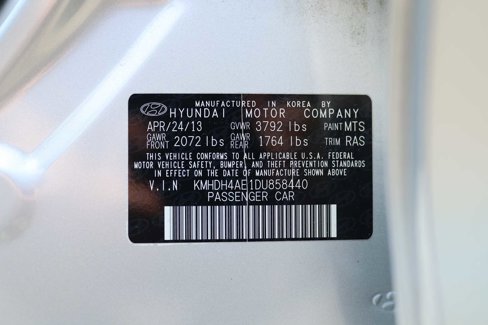 MANUFACTURED IN KOREA BY
HYUNDAI MOTOR COMPANY
APR/24/13 GVWR 3792 lbs PAINT MTS
GAWR FRONT 2072 lbs GAWR REAR 1764 lbs TRIM RAS
THIS VEHICLE CONFORMS TO ALL APPLICABLE U.S.A. FEDERAL
MOTOR VEHICLE SAFETY, BUMPER, AND THEFT PREVENTION STANDARDS
IN EFFECT ON THE DATE OF MANUFACTURE SHOWN ABOVE
V.I.N KMHDH4AE1DU858440
PASSENGER CAR